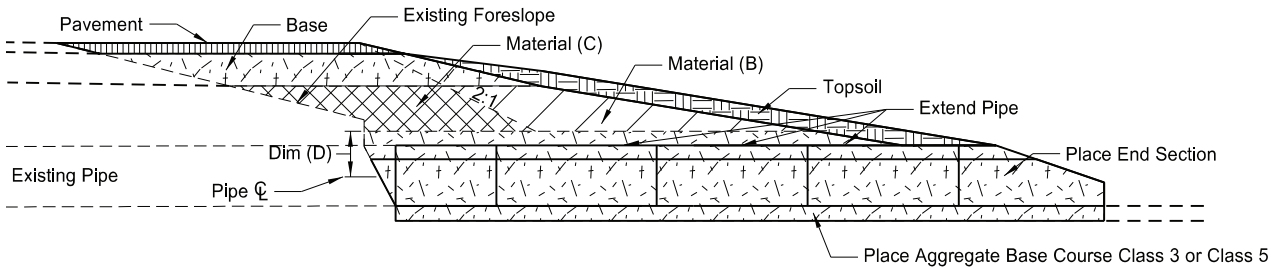 Pavement
Base
Existing Foreslope
Material (C)
Material (B)
2:1
Topsoil
Extend Pipe
Dim (D)
Place End Section
Existing Pipe
Pipe ℄
Place Aggregate Base Course Class 3 or Class 5